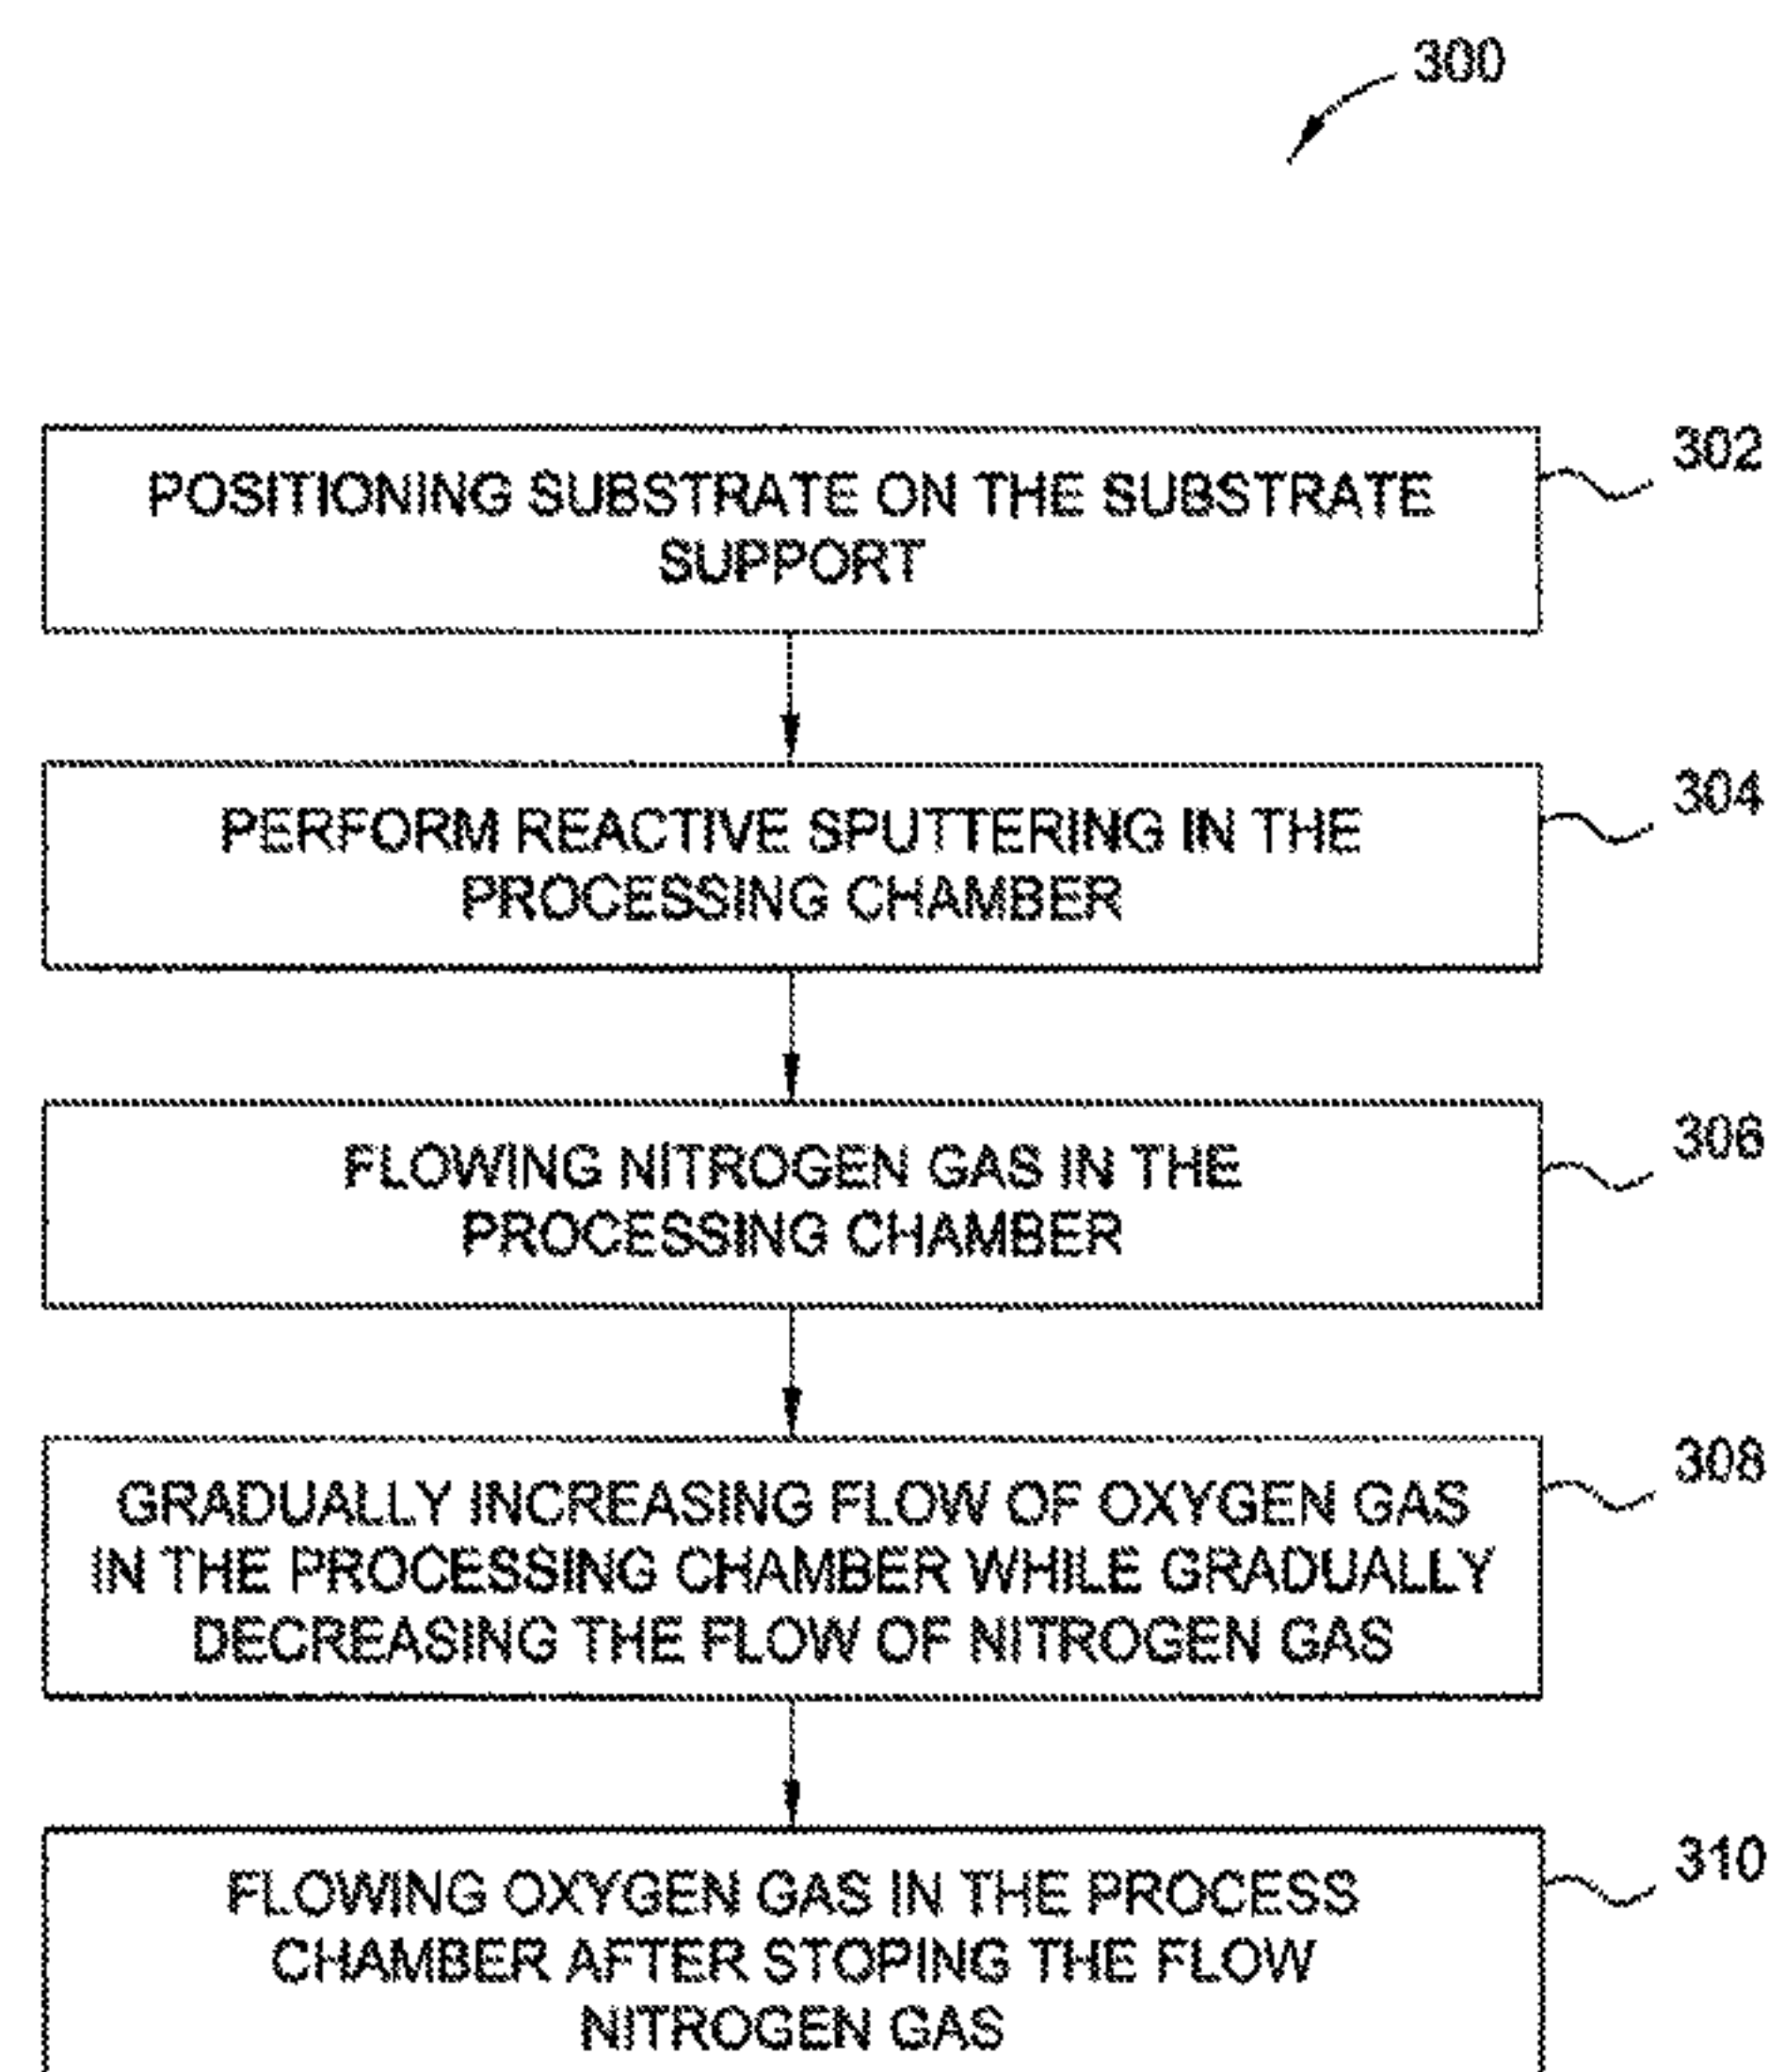 300
POSITIONING SUBSTRATE ON THE SUBSTRATE
SUPPORT
302
PERFORM REACTIVE SPUTTERING IN THE
PROCESSING CHAMBER
304
FLOWING NITROGEN GAS IN THE
PROCESSING CHAMBER
306
GRADUALLY INCREASING FLOW OF OXYGEN GAS
IN THE PROCESSING CHAMBER WHILE GRADUALLY
DECREASING THE FLOW OF NITROGEN GAS
308
FLOWING OXYGEN GAS IN THE PROCESS
CHAMBER AFTER STOPING THE FLOW
NITROGEN GAS
310